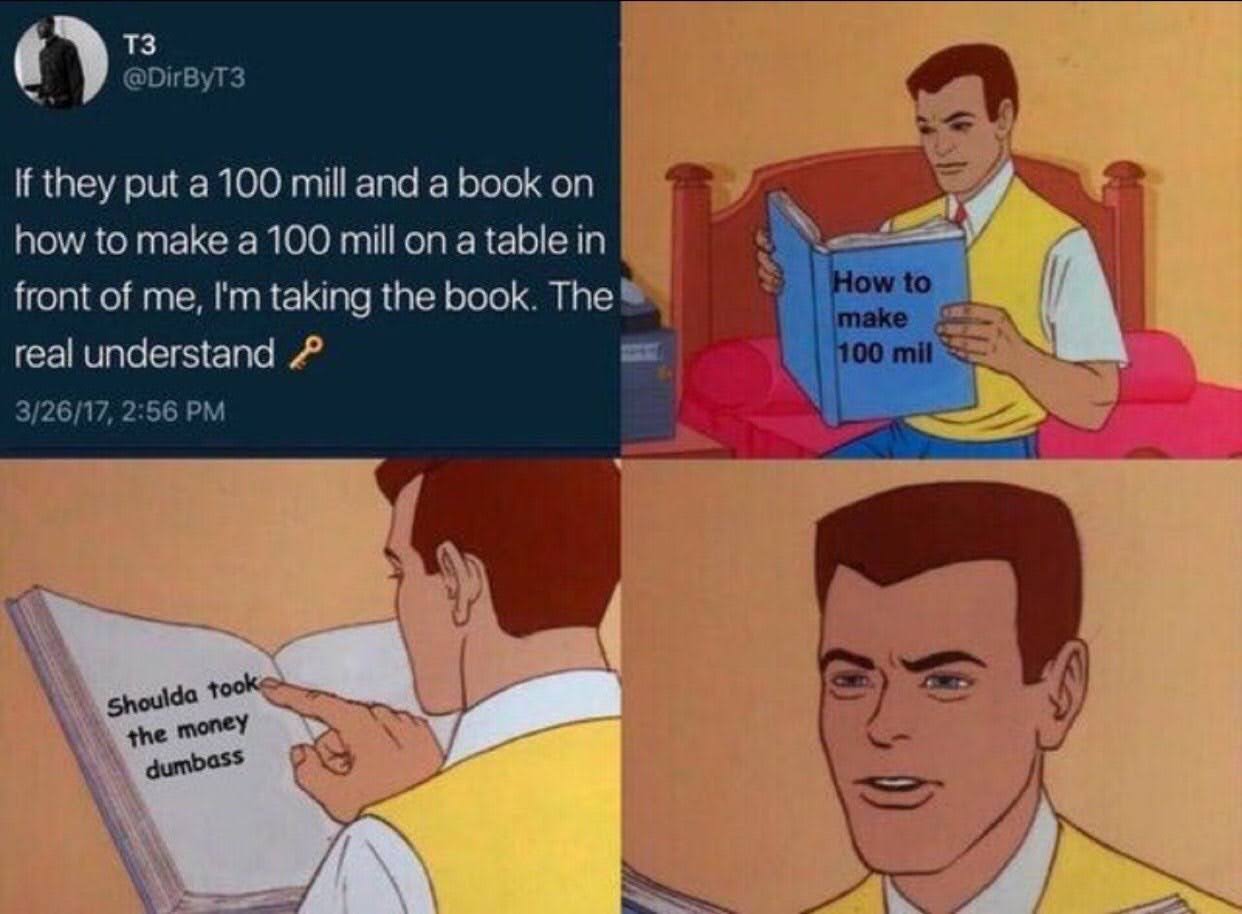 T3
@DirByT3
If they put a 100 mill and a book on
how to make a 100 mill on a table in
front of me, I'm taking the book. The
real understand 🔑
3/26/17, 2:56 PM
How to
make
100 mil
Shoulda took
the money
dumbass